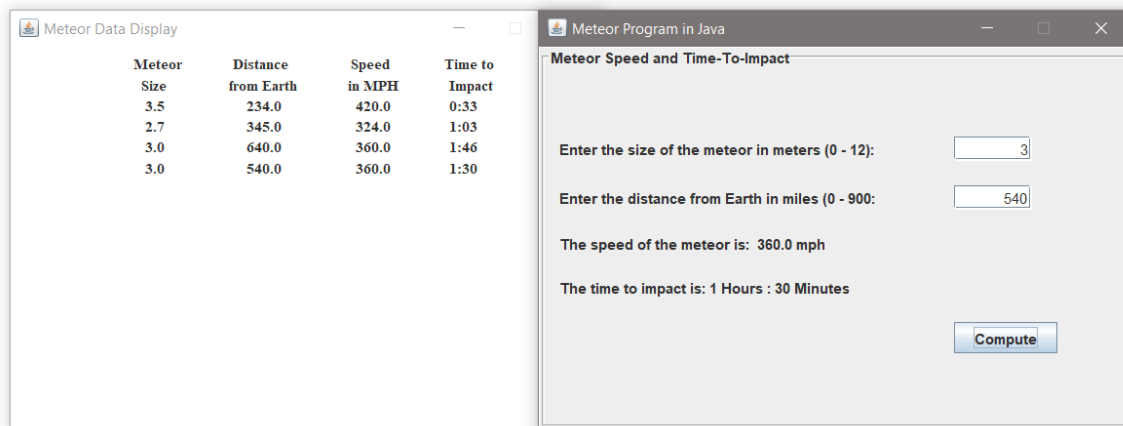 Meteor Data Display
Meteor Distance Speed Time to
Size from Earth in MPH Impact
3.5 234.0 420.0 0:33
2.7 345.0 324.0 1:03
3.0 640.0 360.0 1:46
3.0 540.0 360.0 1:30
Meteor Program in Java
Meteor Speed and Time-To-Impact
Enter the size of the meteor in meters (0 - 12): 3
Enter the distance from Earth in miles (0 - 900: 540
The speed of the meteor is: 360.0 mph
The time to impact is: 1 Hours : 30 Minutes
Compute